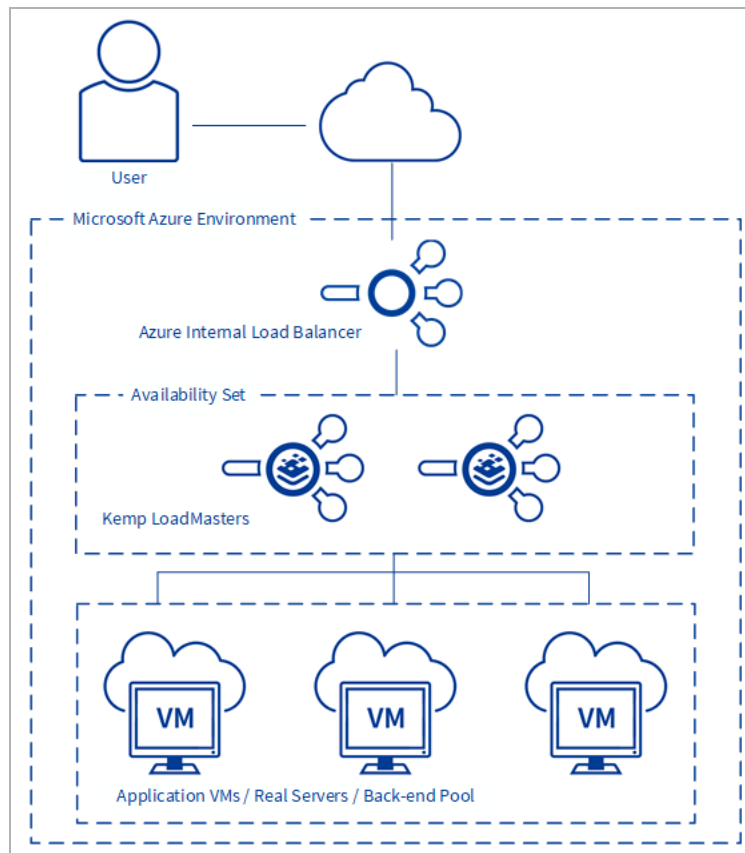 User
Microsoft Azure Environment
Azure Internal Load Balancer
Availability Set
Kemp LoadMasters
VM
VM
VM
Application VMs / Real Servers / Back-end Pool